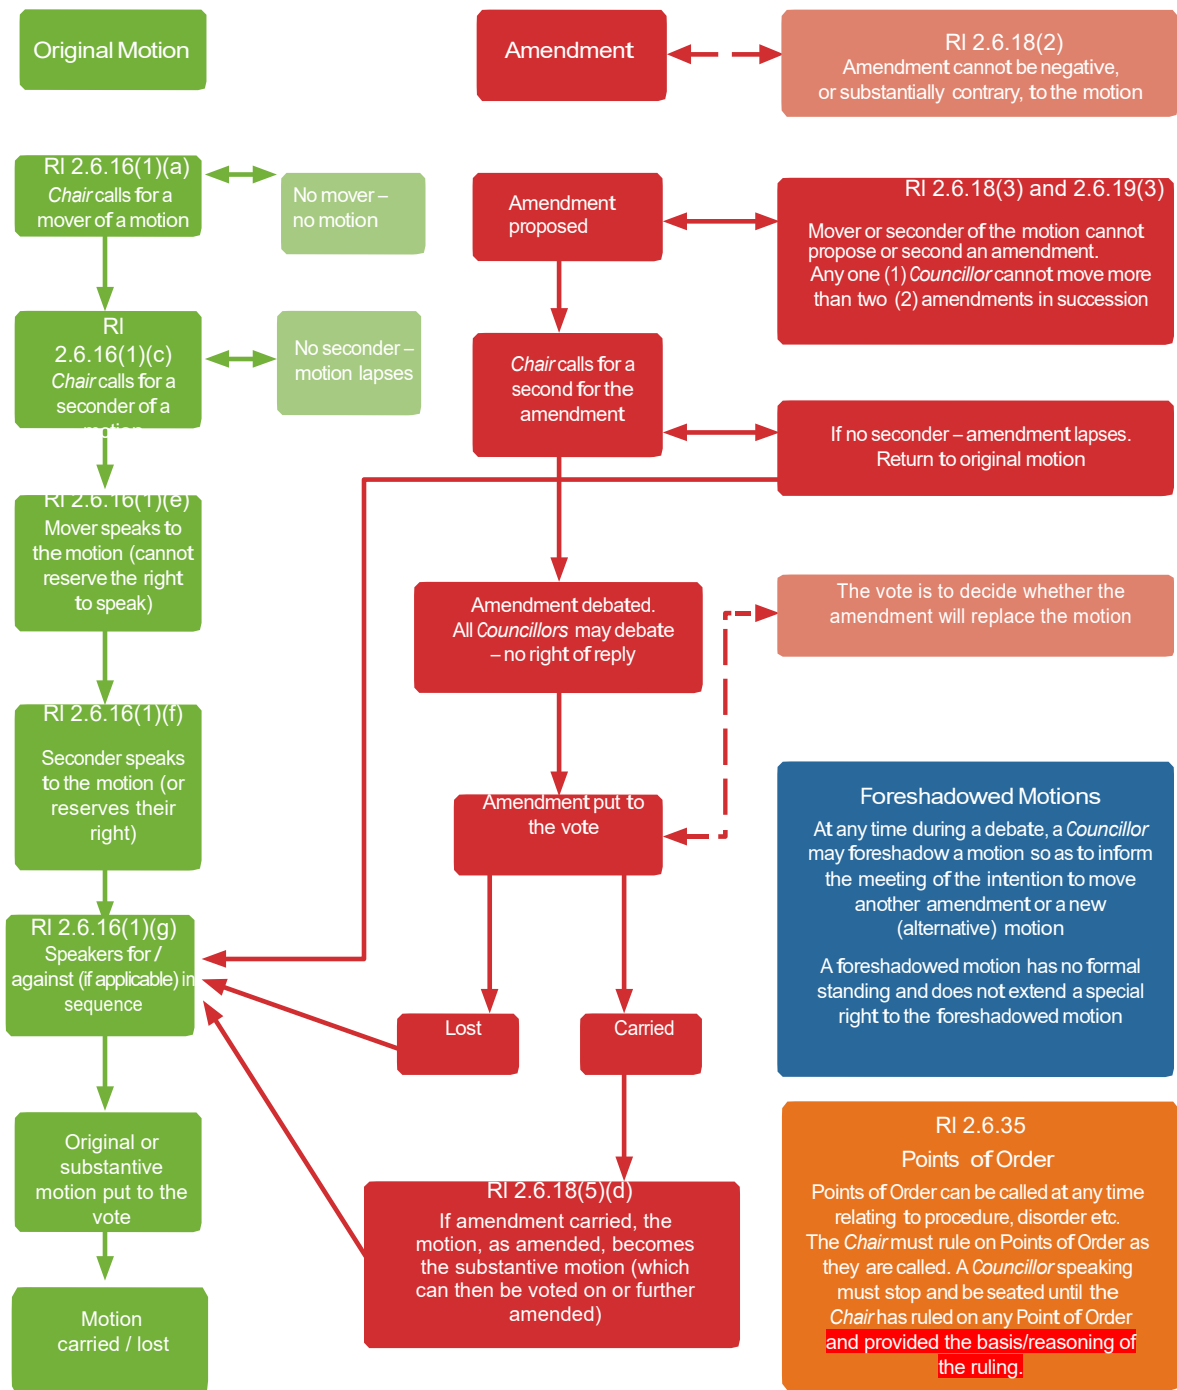 Original Motion
RI 2.6.16(1)(a)
Chair calls for a
mover of a motion
No mover –
no motion
RI
2.6.16(1)(c)
Chair calls for a
seconder of a
motion
No seconder –
motion lapses
RI 2.6.16(1)(e)
Mover speaks to
the motion (cannot
reserve the right
to speak)
RI 2.6.16(1)(f)
Seconder speaks
to the motion (or
reserves their
right)
RI 2.6.16(1)(g)
Speakers for /
against (if applicable) in
sequence
Original or
substantive
motion put to the
vote
Motion
carried / lost
Amendment
RI 2.6.18(2)
Amendment cannot be negative,
or substantially contrary, to the motion
Amendment
proposed
RI 2.6.18(3) and 2.6.19(3)
Mover or seconder of the motion cannot
propose or second an amendment.
Any one (1) Councillor cannot move more
than two (2) amendments in succession
Chair calls for a
second for the
amendment
If no seconder – amendment lapses.
Return to original motion
Amendment debated.
All Councillors may debate
– no right of reply
The vote is to decide whether the
amendment will replace the motion
Amendment put to
the vote
Lost
Carried
RI 2.6.18(5)(d)
If amendment carried, the
motion, as amended, becomes
the substantive motion (which
can then be voted on or further
amended)
Foreshadowed Motions
At any time during a debate, a Councillor
may foreshadow a motion so as to inform
the meeting of the intention to move
another amendment or a new
(alternative) motion
A foreshadowed motion has no formal
standing and does not extend a special
right to the foreshadowed motion
RI 2.6.35
Points of Order
Points of Order can be called at any time
relating to procedure, disorder etc.
The Chair must rule on Points of Order as
they are called. A Councillor speaking
must stop and be seated until the
Chair has ruled on any Point of Order
and provided the basis/reasoning of
the ruling.